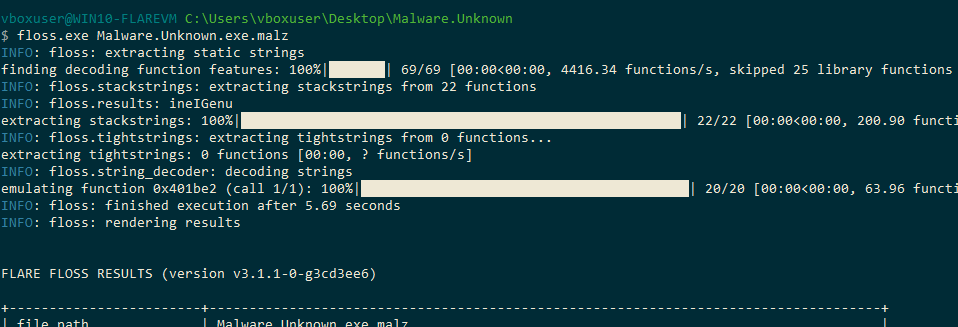 vboxuser@WIN10-FLAREVM C:\Users\vboxuser\Desktop\Malware.Unknown
$ floss.exe Malware.Unknown.exe.malz
INFO: floss: extracting static strings
finding decoding function features: 100%| | 69/69 [00:00<00:00, 4416.34 functions/s, skipped 25 library functions
INFO: floss.stackstrings: extracting stackstrings from 22 functions
INFO: floss.results: ineIGenu
extracting stackstrings: 100%| | 22/22 [00:00<00:00, 200.90 functi
INFO: floss.tightstrings: extracting tightstrings from 0 functions...
extracting tightstrings: 0 functions [00:00, ? functions/s]
INFO: floss.string_decoder: decoding strings
emulating function 0x401be2 (call 1/1): 100%| | 20/20 [00:00<00:00, 63.96 functi
INFO: floss: finished execution after 5.69 seconds
INFO: floss: rendering results
FLARE FLOSS RESULTS (version v3.1.1-0-g3cd3ee6)
+------------------------+------------------------------------------------------------------------------------+
| file path | Malware.Unknown.exe.malz |